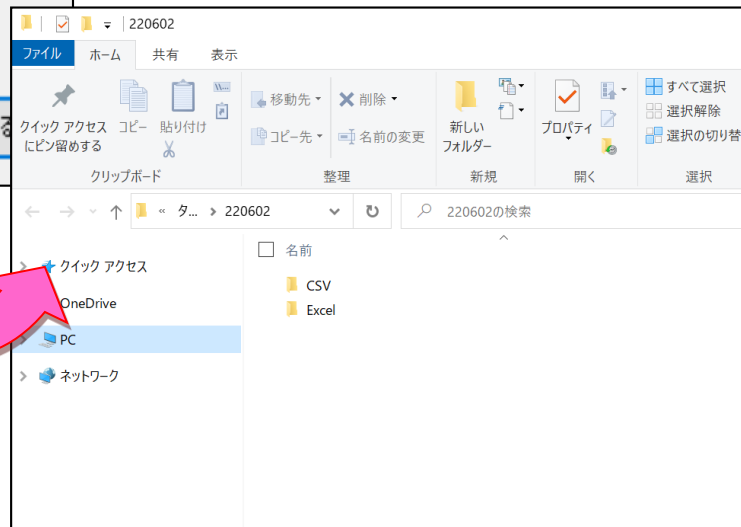 220602
ファイル ホーム 共有 表示
クイック アクセス
にピン留めする
コピー
貼り付け
移動先
コピー先
削除
名前の変更
新しい
フォルダー
プロパティ
すべて選択
選択解除
選択の切り替
クリップボード 整理 新規 開く 選択
« タ... > 220602
220602の検索
る
名前
クイック アクセス
OneDrive
PC
ネットワーク
CSV
Excel